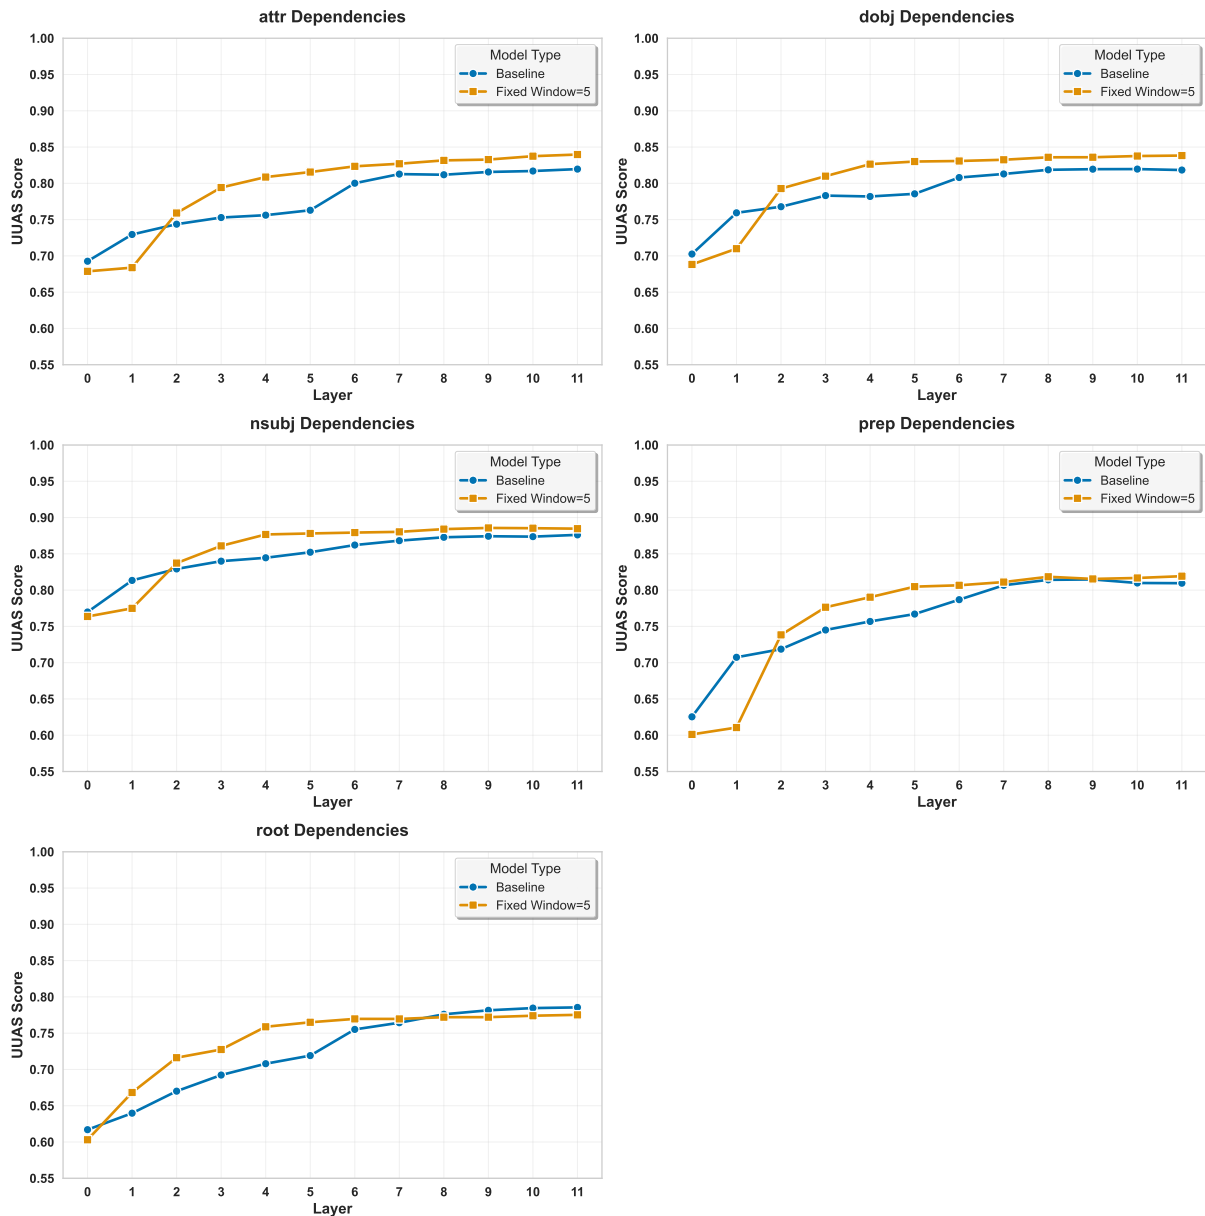 attr Dependencies
1.00
0.95
0.90
0.85
0.80
0.75
0.70
0.65
0.60
0.55
UUAS Score
0 1 2 3 4 5 6 7 8 9 10 11
Layer
Model Type
Baseline
Fixed Window=5
dobj Dependencies
1.00
0.95
0.90
0.85
0.80
0.75
0.70
0.65
0.60
0.55
UUAS Score
0 1 2 3 4 5 6 7 8 9 10 11
Layer
Model Type
Baseline
Fixed Window=5
nsubj Dependencies
1.00
0.95
0.90
0.85
0.80
0.75
0.70
0.65
0.60
0.55
UUAS Score
0 1 2 3 4 5 6 7 8 9 10 11
Layer
Model Type
Baseline
Fixed Window=5
prep Dependencies
1.00
0.95
0.90
0.85
0.80
0.75
0.70
0.65
0.60
0.55
UUAS Score
0 1 2 3 4 5 6 7 8 9 10 11
Layer
Model Type
Baseline
Fixed Window=5
root Dependencies
1.00
0.95
0.90
0.85
0.80
0.75
0.70
0.65
0.60
0.55
UUAS Score
0 1 2 3 4 5 6 7 8 9 10 11
Layer
Model Type
Baseline
Fixed Window=5